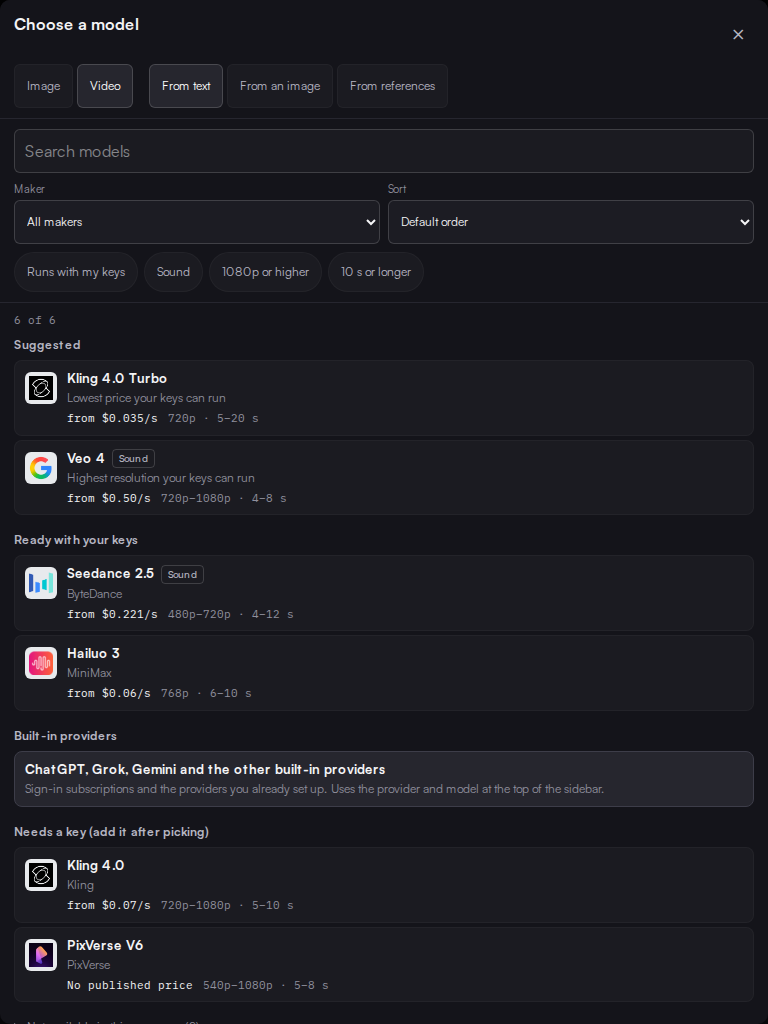 Choose a model
Image
Video
From text
From an image
From references
Search models
Maker
Sort
All makers
Default order
Runs with my keys
Sound
1080p or higher
10 s or longer
6 of 6
Suggested
Kling 4.0 Turbo
Lowest price your keys can run
from $0.035/s 720p · 5–20 s
Veo 4 Sound
Highest resolution your keys can run
from $0.50/s 720p–1080p · 4–8 s
Ready with your keys
Seedance 2.5 Sound
ByteDance
from $0.221/s 480p–720p · 4–12 s
Hailuo 3
MiniMax
from $0.06/s 768p · 6–10 s
Built-in providers
ChatGPT, Grok, Gemini and the other built-in providers
Sign-in subscriptions and the providers you already set up. Uses the provider and model at the top of the sidebar.
Needs a key (add it after picking)
Kling 4.0
Kling
from $0.07/s 720p–1080p · 5–10 s
PixVerse V6
PixVerse
No published price 540p–1080p · 5–8 s